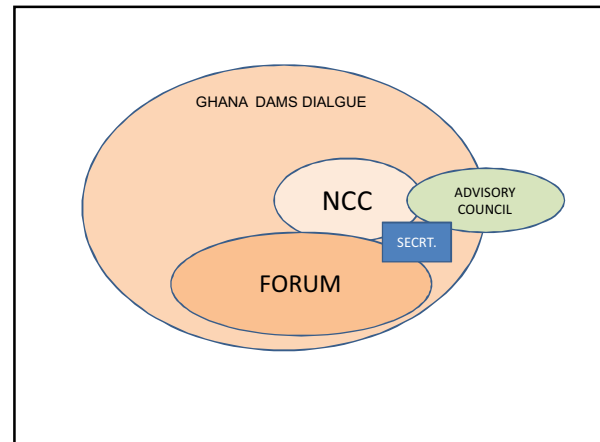 GHANA DAMS DIALGUE
NCC
ADVISORY
COUNCIL
SECRT.
FORUM